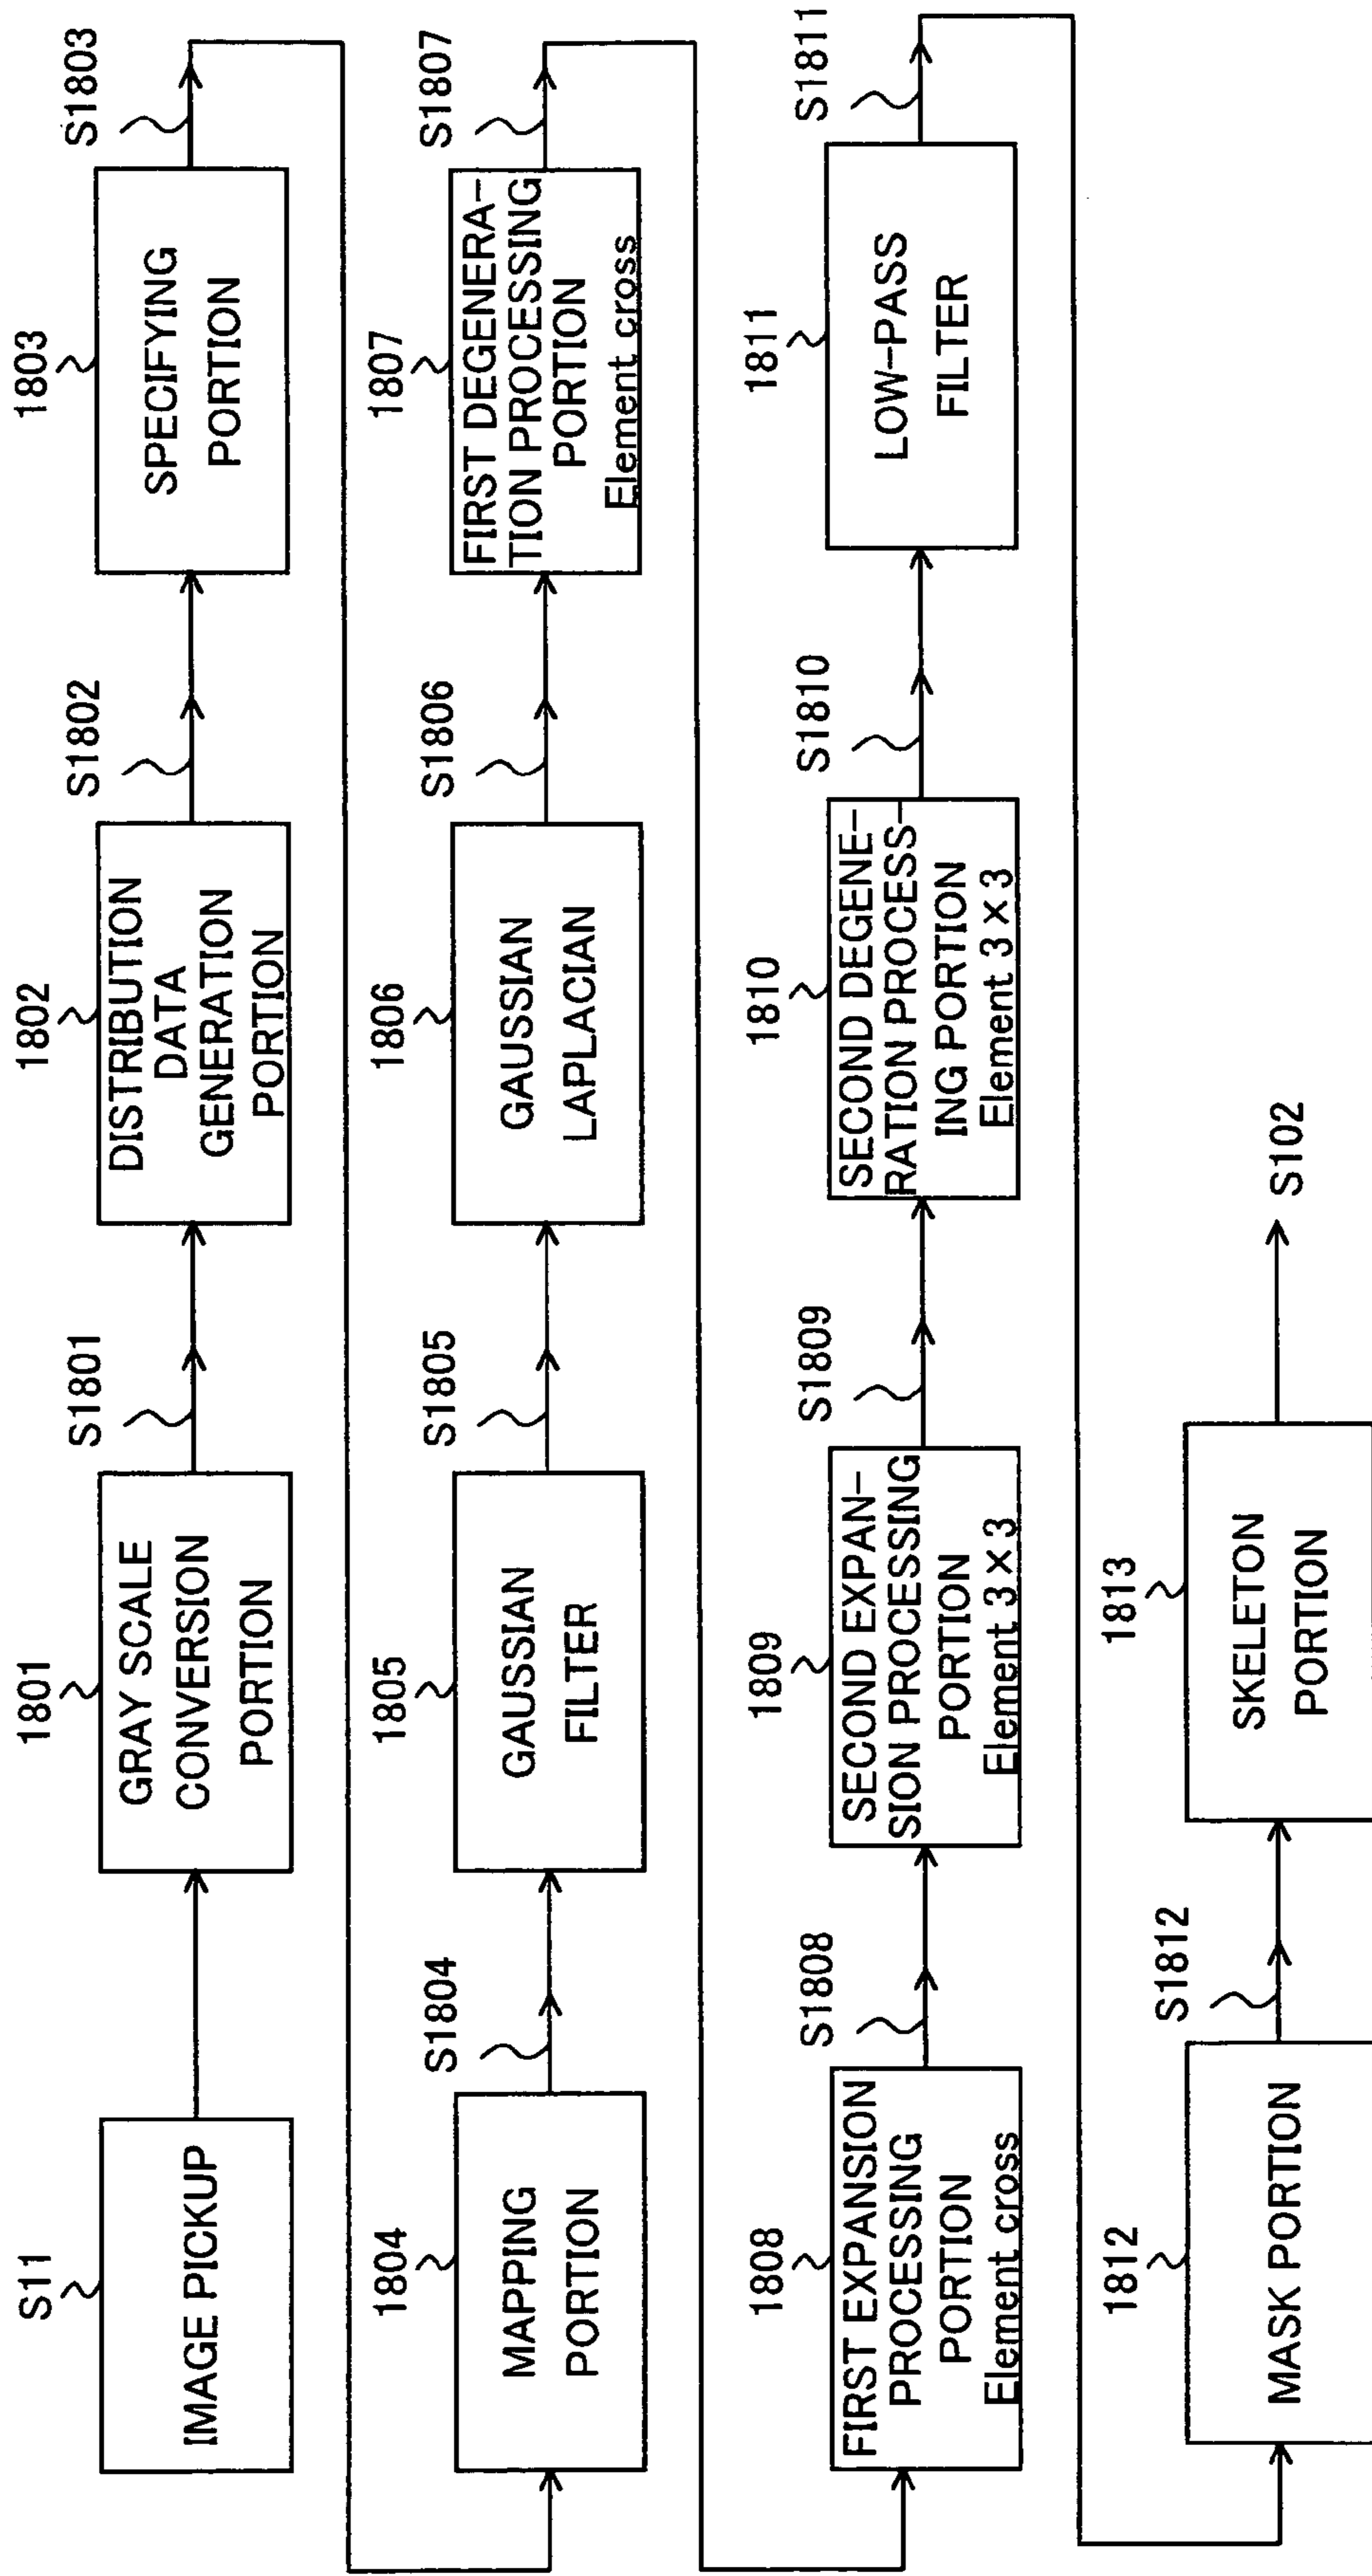 S11
IMAGE PICKUP
1801
GRAY SCALE
CONVERSION
PORTION
S1801
1802
DISTRIBUTION
DATA
GENERATION
PORTION
S1802
1803
SPECIFYING
PORTION
S1803
1804
MAPPING
PORTION
S1804
1805
GAUSSIAN
FILTER
S1805
1806
GAUSSIAN
LAPLACIAN
S1806
1807
FIRST DEGENERA-
TION PROCESSING
PORTION
Element cross
S1807
1808
FIRST EXPANSION
PROCESSING
PORTION
Element cross
S1808
1809
SECOND EXPAN-
SION PROCESSING
PORTION
Element 3 × 3
S1809
1810
SECOND DEGENE-
RATION PROCESS-
ING PORTION
Element 3 × 3
S1810
1811
LOW-PASS
FILTER
S1811
1812
MASK PORTION
S1812
1813
SKELETON
PORTION
S102